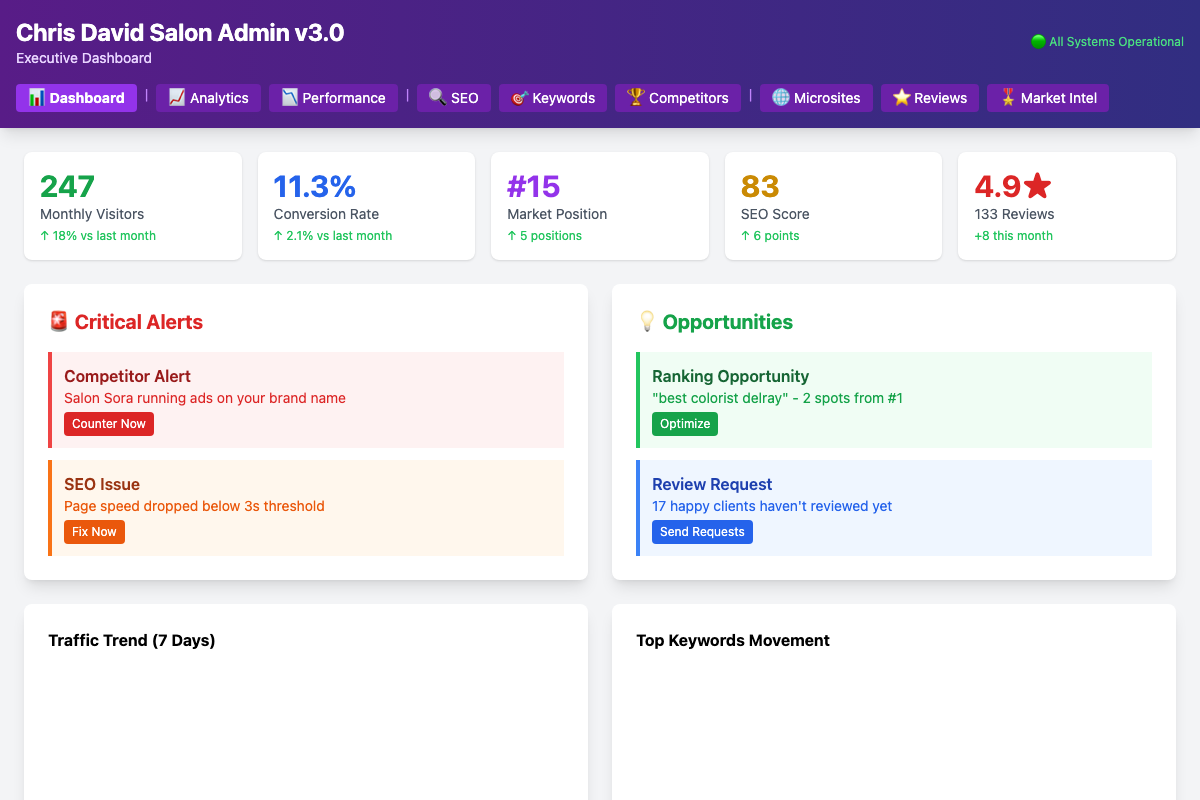 Chris David Salon Admin v3.0
Executive Dashboard
🟢 All Systems Operational
📊 Dashboard | 📈 Analytics 📉 Performance | 🔍 SEO 🎯 Keywords 🏆 Competitors | 🌐 Microsites ⭐ Reviews 🎖️ Market Intel
247
Monthly Visitors
↑ 18% vs last month
11.3%
Conversion Rate
↑ 2.1% vs last month
#15
Market Position
↑ 5 positions
83
SEO Score
↑ 6 points
4.9★
133 Reviews
+8 this month
🚨 Critical Alerts
Competitor Alert
Salon Sora running ads on your brand name
Counter Now
SEO Issue
Page speed dropped below 3s threshold
Fix Now
💡 Opportunities
Ranking Opportunity
"best colorist delray" - 2 spots from #1
Optimize
Review Request
17 happy clients haven't reviewed yet
Send Requests
Traffic Trend (7 Days)
Top Keywords Movement